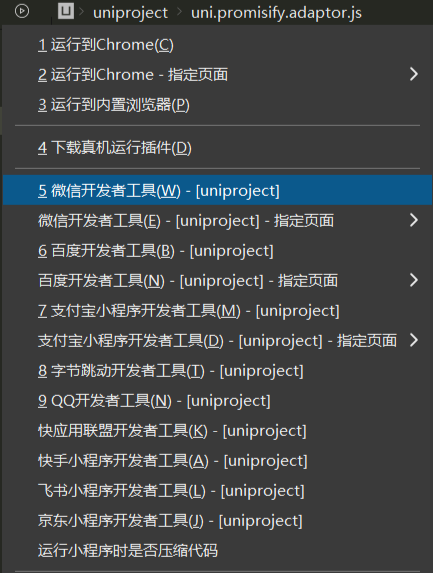 uniproject > uni.promisify.adaptor.js
1 运行到Chrome(C)
2 运行到Chrome - 指定页面
3 运行到内置浏览器(P)
4 下载真机运行插件(D)
5 微信开发者工具(W) - [uniproject]
微信开发者工具(E) - [uniproject] - 指定页面
6 百度开发者工具(B) - [uniproject]
百度开发者工具(N) - [uniproject] - 指定页面
7 支付宝小程序开发者工具(M) - [uniproject]
支付宝小程序开发者工具(D) - [uniproject] - 指定页面
8 字节跳动开发者工具(T) - [uniproject]
9 QQ开发者工具(N) - [uniproject]
快应用联盟开发者工具(K) - [uniproject]
快手小程序开发者工具(A) - [uniproject]
飞书小程序开发者工具(L) - [uniproject]
京东小程序开发者工具(J) - [uniproject]
运行小程序时是否压缩代码